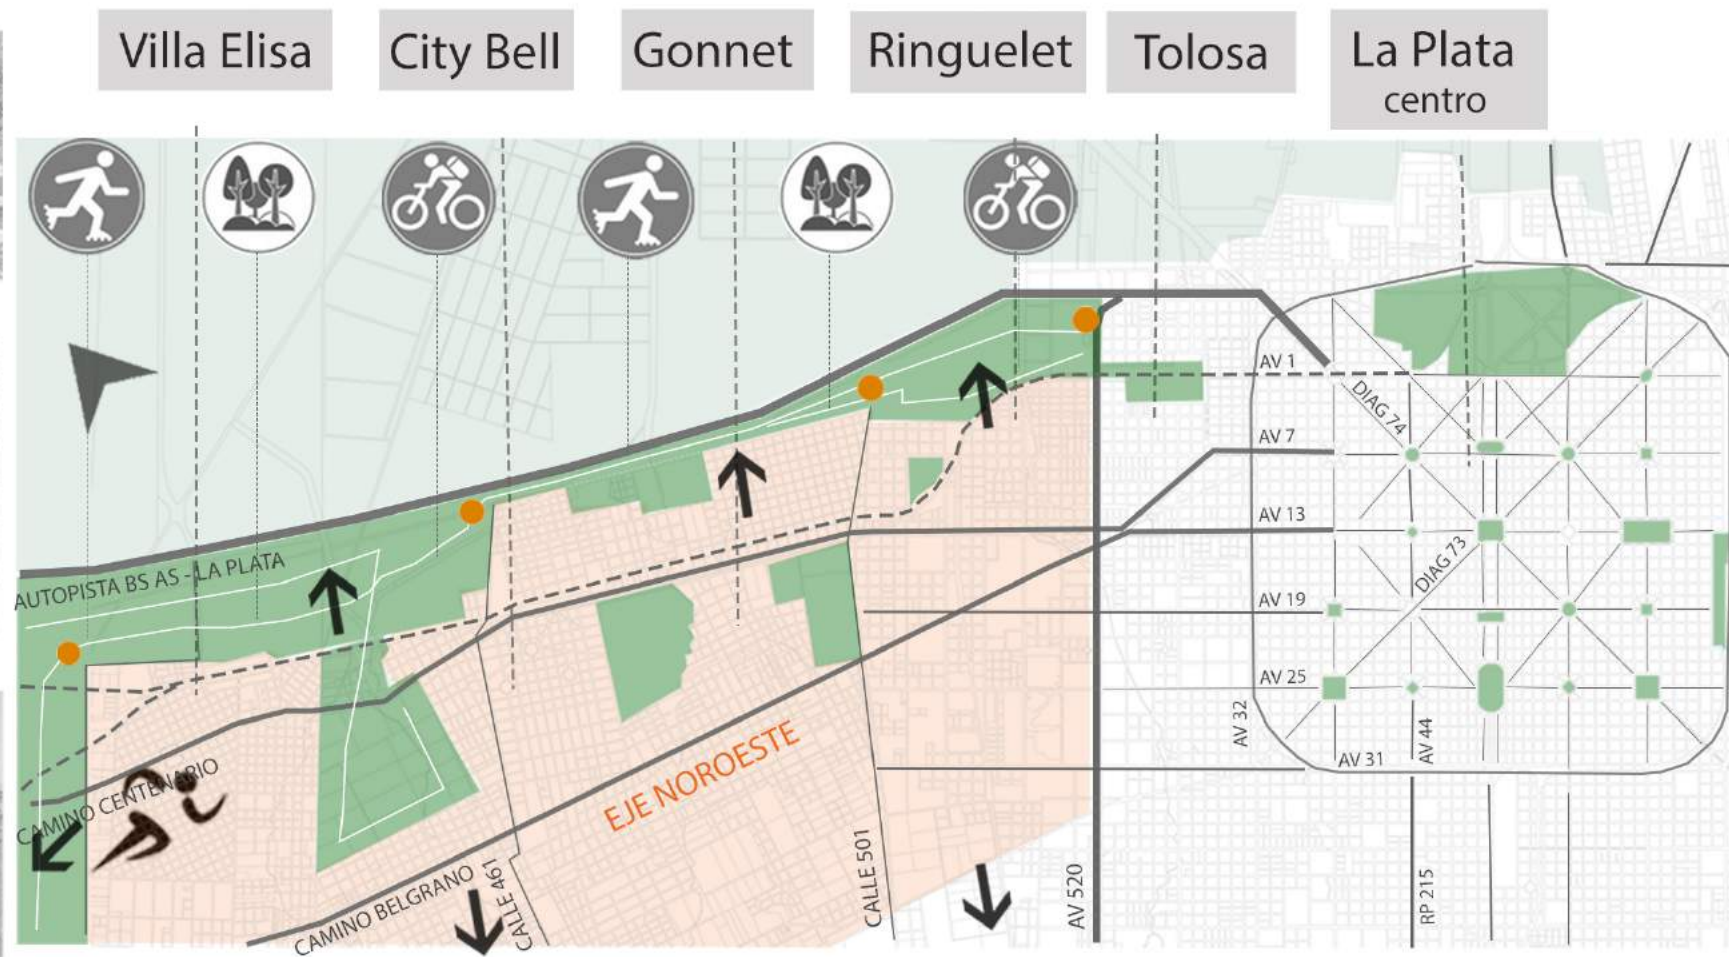 Villa Elisa
City Bell
Gonnet
Ringuelet
Tolosa
La Plata
centro
AV 1
DIAG 74
AV 7
AV 13
DIAG 73
AUTOPISTA BS AS - LA PLATA
AV 19
AV 25
AV 32
AV 44
AV 31
EJE NOROESTE
CAMINO CENTENARIO
CAMINO BELGRANO
CALLE 461
CALLE 501
AV 520
RP 215